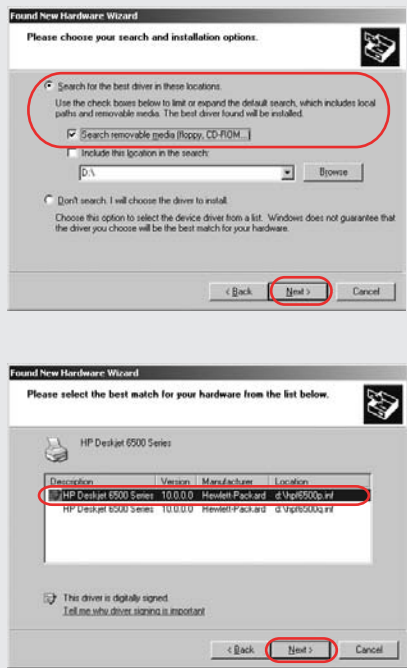 Found New Hardware Wizard
Please choose your search and installation options.
Search for the best driver in these locations.
Use the check boxes below to limit or expand the default search, which includes local
paths and removable media. The best driver found will be installed.
Search removable media (floppy, CD-ROM...)
Include this location in the search:
D:\
Browse
Don't search. I will choose the driver to install.
Choose this option to select the device driver from a list. Windows does not guarantee that
the driver you choose will be the best match for your hardware.
< Back
Next >
Cancel
Found New Hardware Wizard
Please select the best match for your hardware from the list below.
HP Deskjet 6500 Series
Description Version Manufacturer Location
HP Deskjet 6500 Series 10.0.0.0 Hewlett-Packard d:\hpf6500p.inf
HP Deskjet 6500 Series 10.0.0.0 Hewlett-Packard d:\hpf6500q.inf
This driver is digitally signed.
Tell me why driver signing is important
< Back
Next >
Cancel